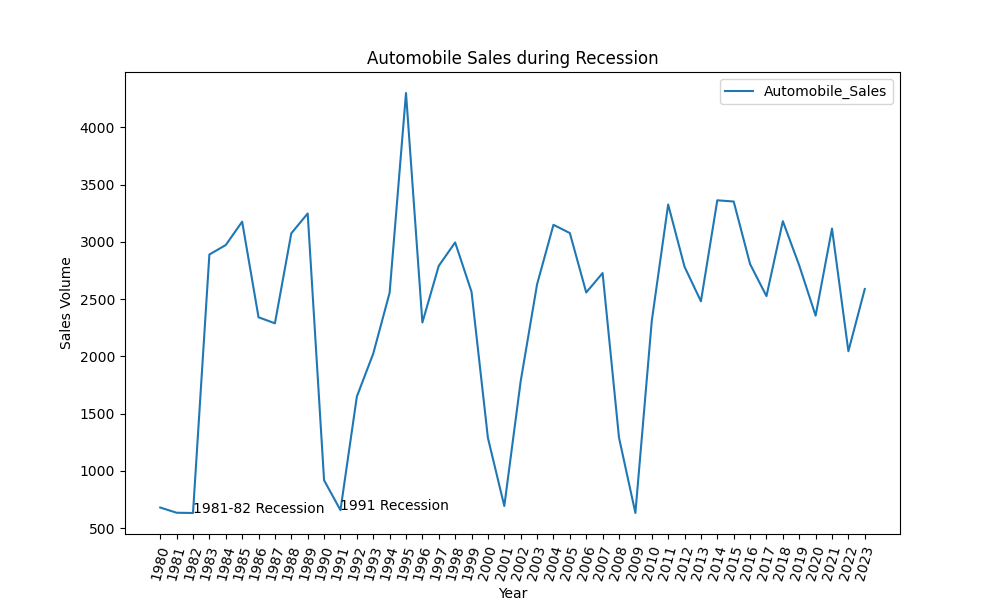 Automobile Sales during Recession
Automobile_Sales
Sales Volume
4000
3500
3000
2500
2000
1500
1000
500
1981-82 Recession
1991 Recession
1980 1981 1982 1983 1984 1985 1986 1987 1988 1989 1990 1991 1992 1993 1994 1995 1996 1997 1998 1999 2000 2001 2002 2003 2004 2005 2006 2007 2008 2009 2010 2011 2012 2013 2014 2015 2016 2017 2018 2019 2020 2021 2022 2023
Year